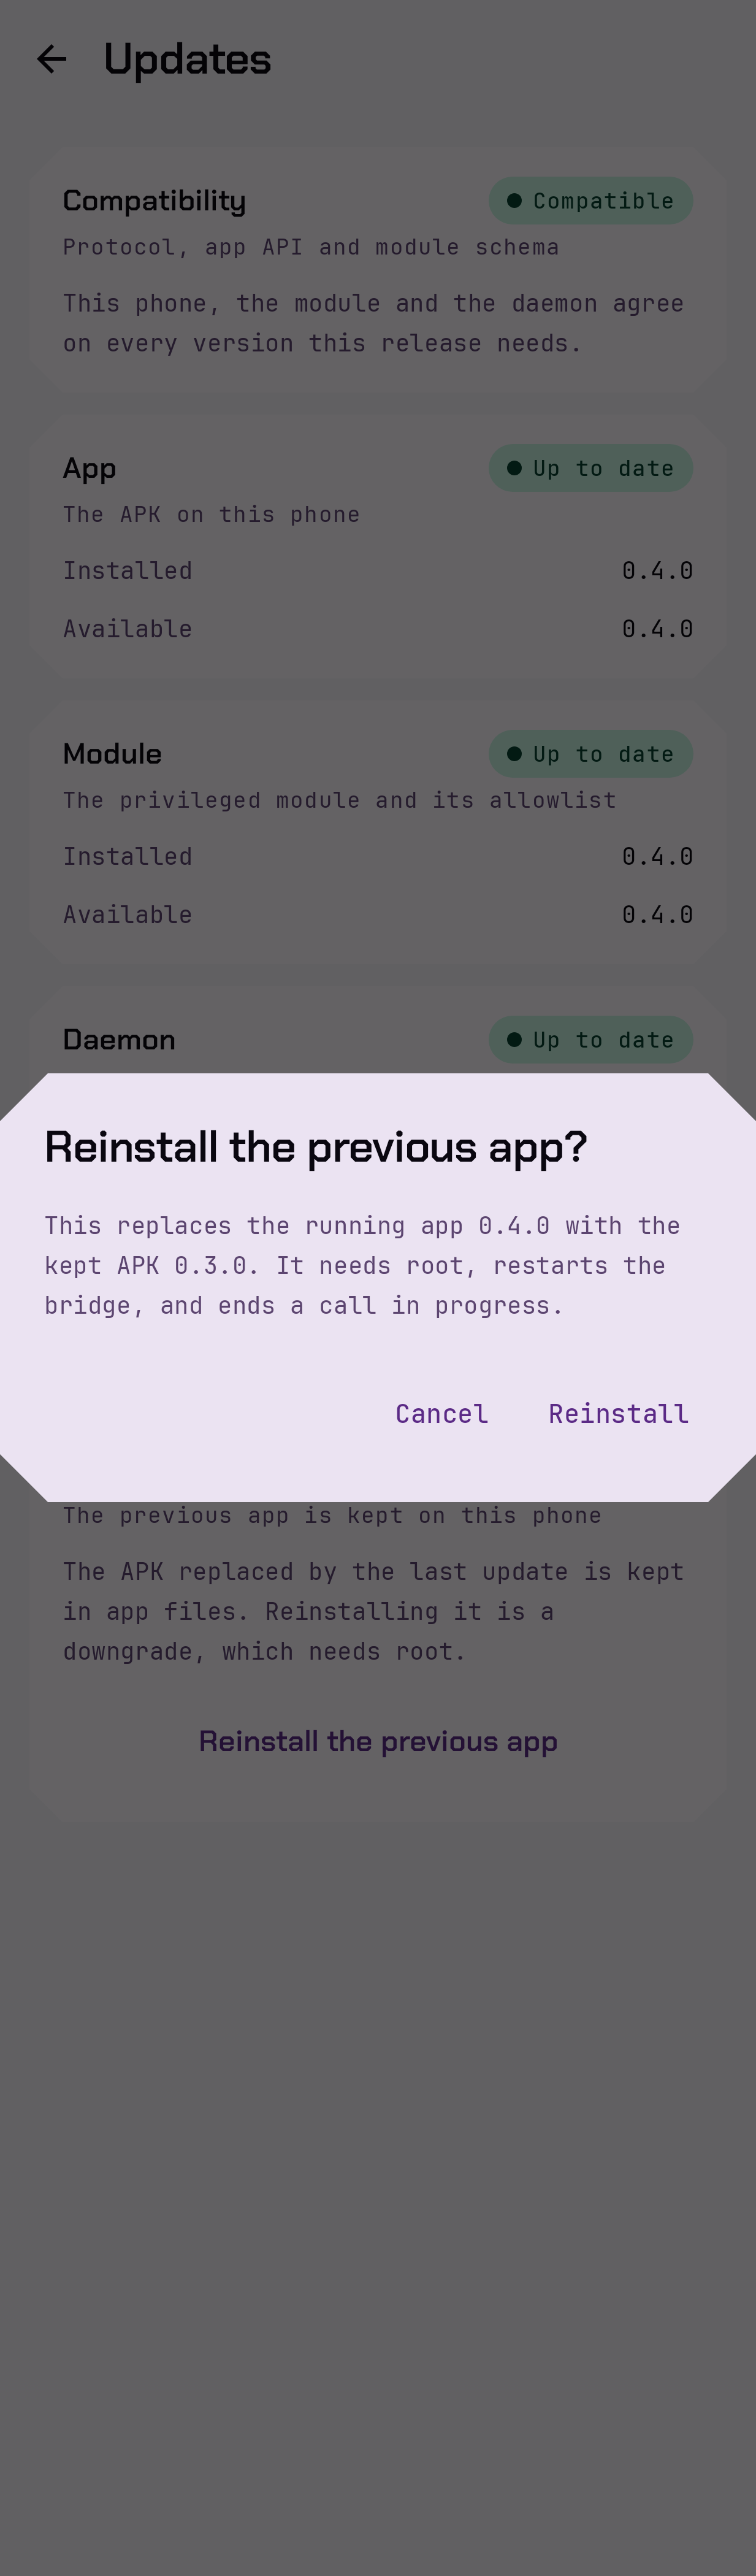 Updates
Compatibility
Compatible
Protocol, app API and module schema
This phone, the module and the daemon agree
on every version this release needs.
App
Up to date
The APK on this phone
Installed
0.4.0
Available
0.4.0
Module
Up to date
The privileged module and its allowlist
Installed
0.4.0
Available
0.4.0
Daemon
Up to date
Reinstall the previous app?
This replaces the running app 0.4.0 with the
kept APK 0.3.0. It needs root, restarts the
bridge, and ends a call in progress.
Cancel
Reinstall
The previous app is kept on this phone
The APK replaced by the last update is kept
in app files. Reinstalling it is a
downgrade, which needs root.
Reinstall the previous app